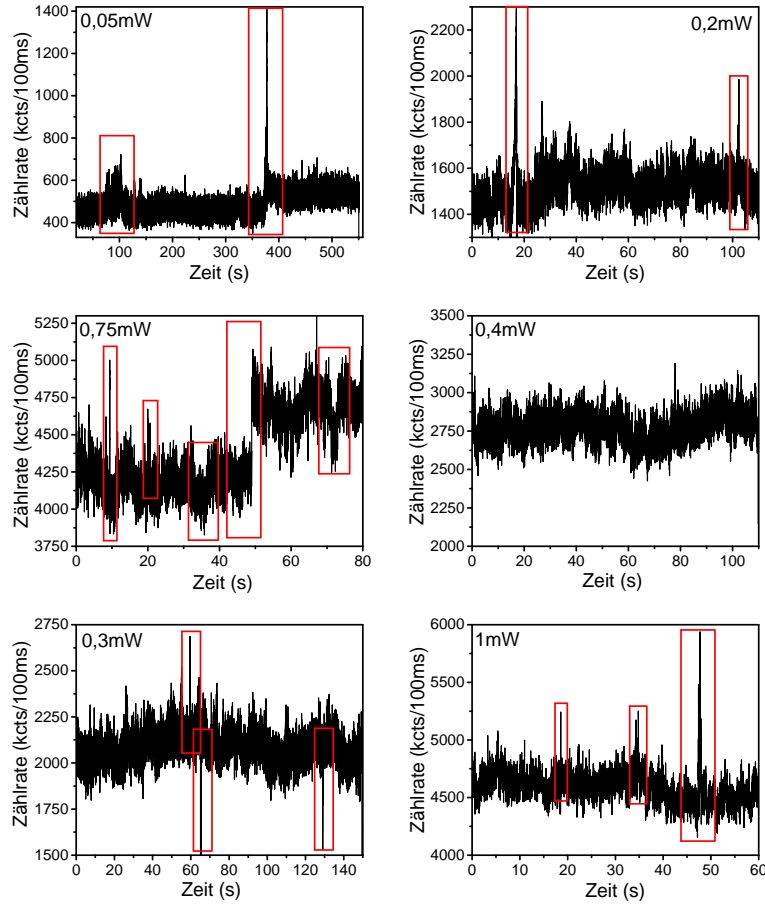 0,05mW
Zählrate (kcts/100ms)
1400
1200
1000
800
600
400
100 200 300 400 500
Zeit (s)
0,2mW
Zählrate (kcts/100ms)
2200
2000
1800
1600
1400
0 20 40 60 80 100
Zeit (s)
0,75mW
Zählrate (kcts/100ms)
5250
5000
4750
4500
4250
4000
3750
0 20 40 60 80
Zeit (s)
0,4mW
Zählrate (kcts/100ms)
3500
3250
3000
2750
2500
2250
2000
0 20 40 60 80 100
Zeit (s)
0,3mW
Zählrate (kcts/100ms)
2750
2500
2250
2000
1750
1500
0 20 40 60 80 100 120 140
Zeit (s)
1mW
Zählrate (kcts/100ms)
6000
5500
5000
4500
4000
0 10 20 30 40 50 60
Zeit (s)